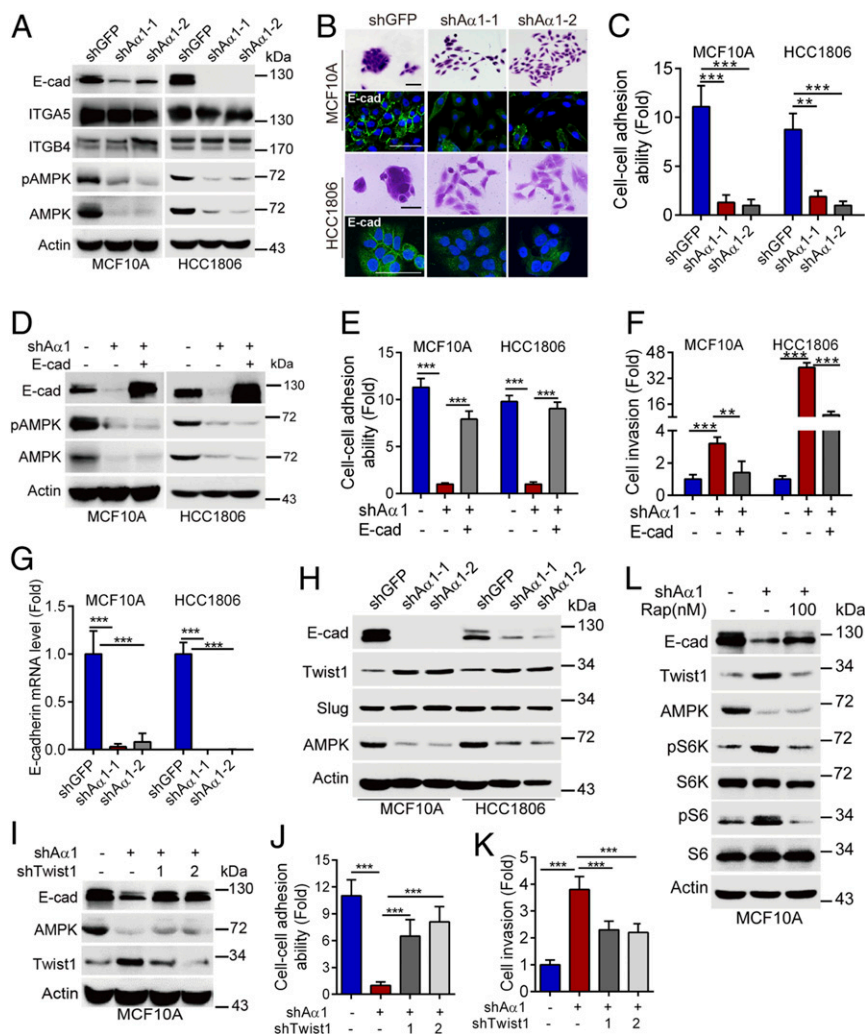 A
shGFP shAα1-1 shAα1-2 shGFP shAα1-1 shAα1-2 kDa
E-cad 130
ITGA5 130
ITGB4 170
pAMPK 72
AMPK 72
Actin 43
MCF10A HCC1806
B
shGFP shAα1-1 shAα1-2
MCF10A
E-cad
HCC1806
E-cad
C
MCF10A HCC1806
Cell-cell adhesion ability (Fold)
15
10
5
0
*** *** ** ***
shGFP shAα1-1 shAα1-2 shGFP shAα1-1 shAα1-2
D
shAα1 - + + - + +
E-cad - - + - - + kDa
E-cad 130
pAMPK 72
AMPK 72
Actin 43
MCF10A HCC1806
E
MCF10A HCC1806
Cell-cell adhesion ability (Fold)
15
10
5
0
*** *** *** ***
shAα1 - + + - + +
E-cad - - + - - +
F
MCF10A HCC1806
Cell invasion (Fold)
48
32
16
4
2
0
*** ** *** ***
shAα1 - + + - + +
E-cad - - + - - +
G
MCF10A HCC1806
E-cadherin mRNA level (Fold)
1.0
0.5
0.0
*** *** *** ***
shGFP shAα1-1 shAα1-2 shGFP shAα1-1 shAα1-2
H
shGFP shAα1-1 shAα1-2 shGFP shAα1-1 shAα1-2 kDa
E-cad 130
Twist1 34
Slug 34
AMPK 72
Actin 43
MCF10A HCC1806
I
shAα1 - + + +
shTwist1 - - 1 2 kDa
E-cad 130
AMPK 72
Twist1 34
Actin 43
MCF10A
J
Cell-cell adhesion ability (Fold)
15
10
5
0
*** *** ***
shAα1 - + + +
shTwist1 - - 1 2
K
Cell invasion (Fold)
5
4
3
2
1
0
*** *** ***
shAα1 - + + +
shTwist1 - - 1 2
L
shAα1 - + +
Rap(nM) - - 100 kDa
E-cad 130
Twist1 34
AMPK 72
pS6K 72
S6K 72
pS6 34
S6 34
Actin 43
MCF10A